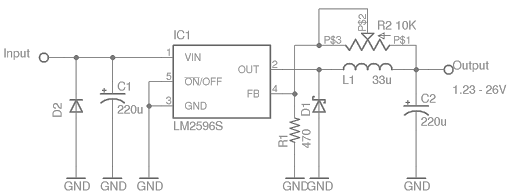 IC1
P$2
R2 10K
P$3
P$1
Input
1
VIN
C1
220u
D2
5
ON/OFF
3
GND
OUT
2
FB
4
LM2596S
L1
33u
Output
1.23 - 26V
R1
470
D1
C2
220u
GND
GND
GND
GND
GND
GND